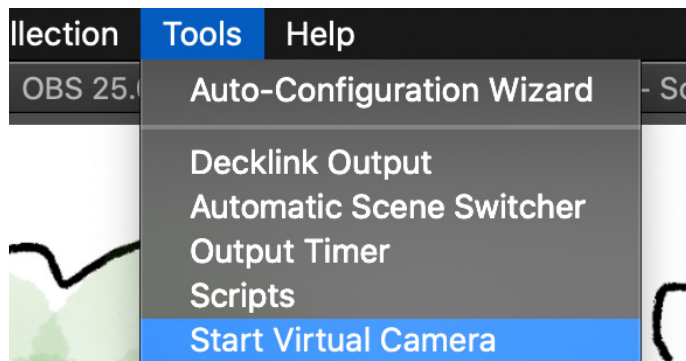 llection Tools Help
OBS 25. - Sc
Auto-Configuration Wizard
Decklink Output
Automatic Scene Switcher
Output Timer
Scripts
Start Virtual Camera